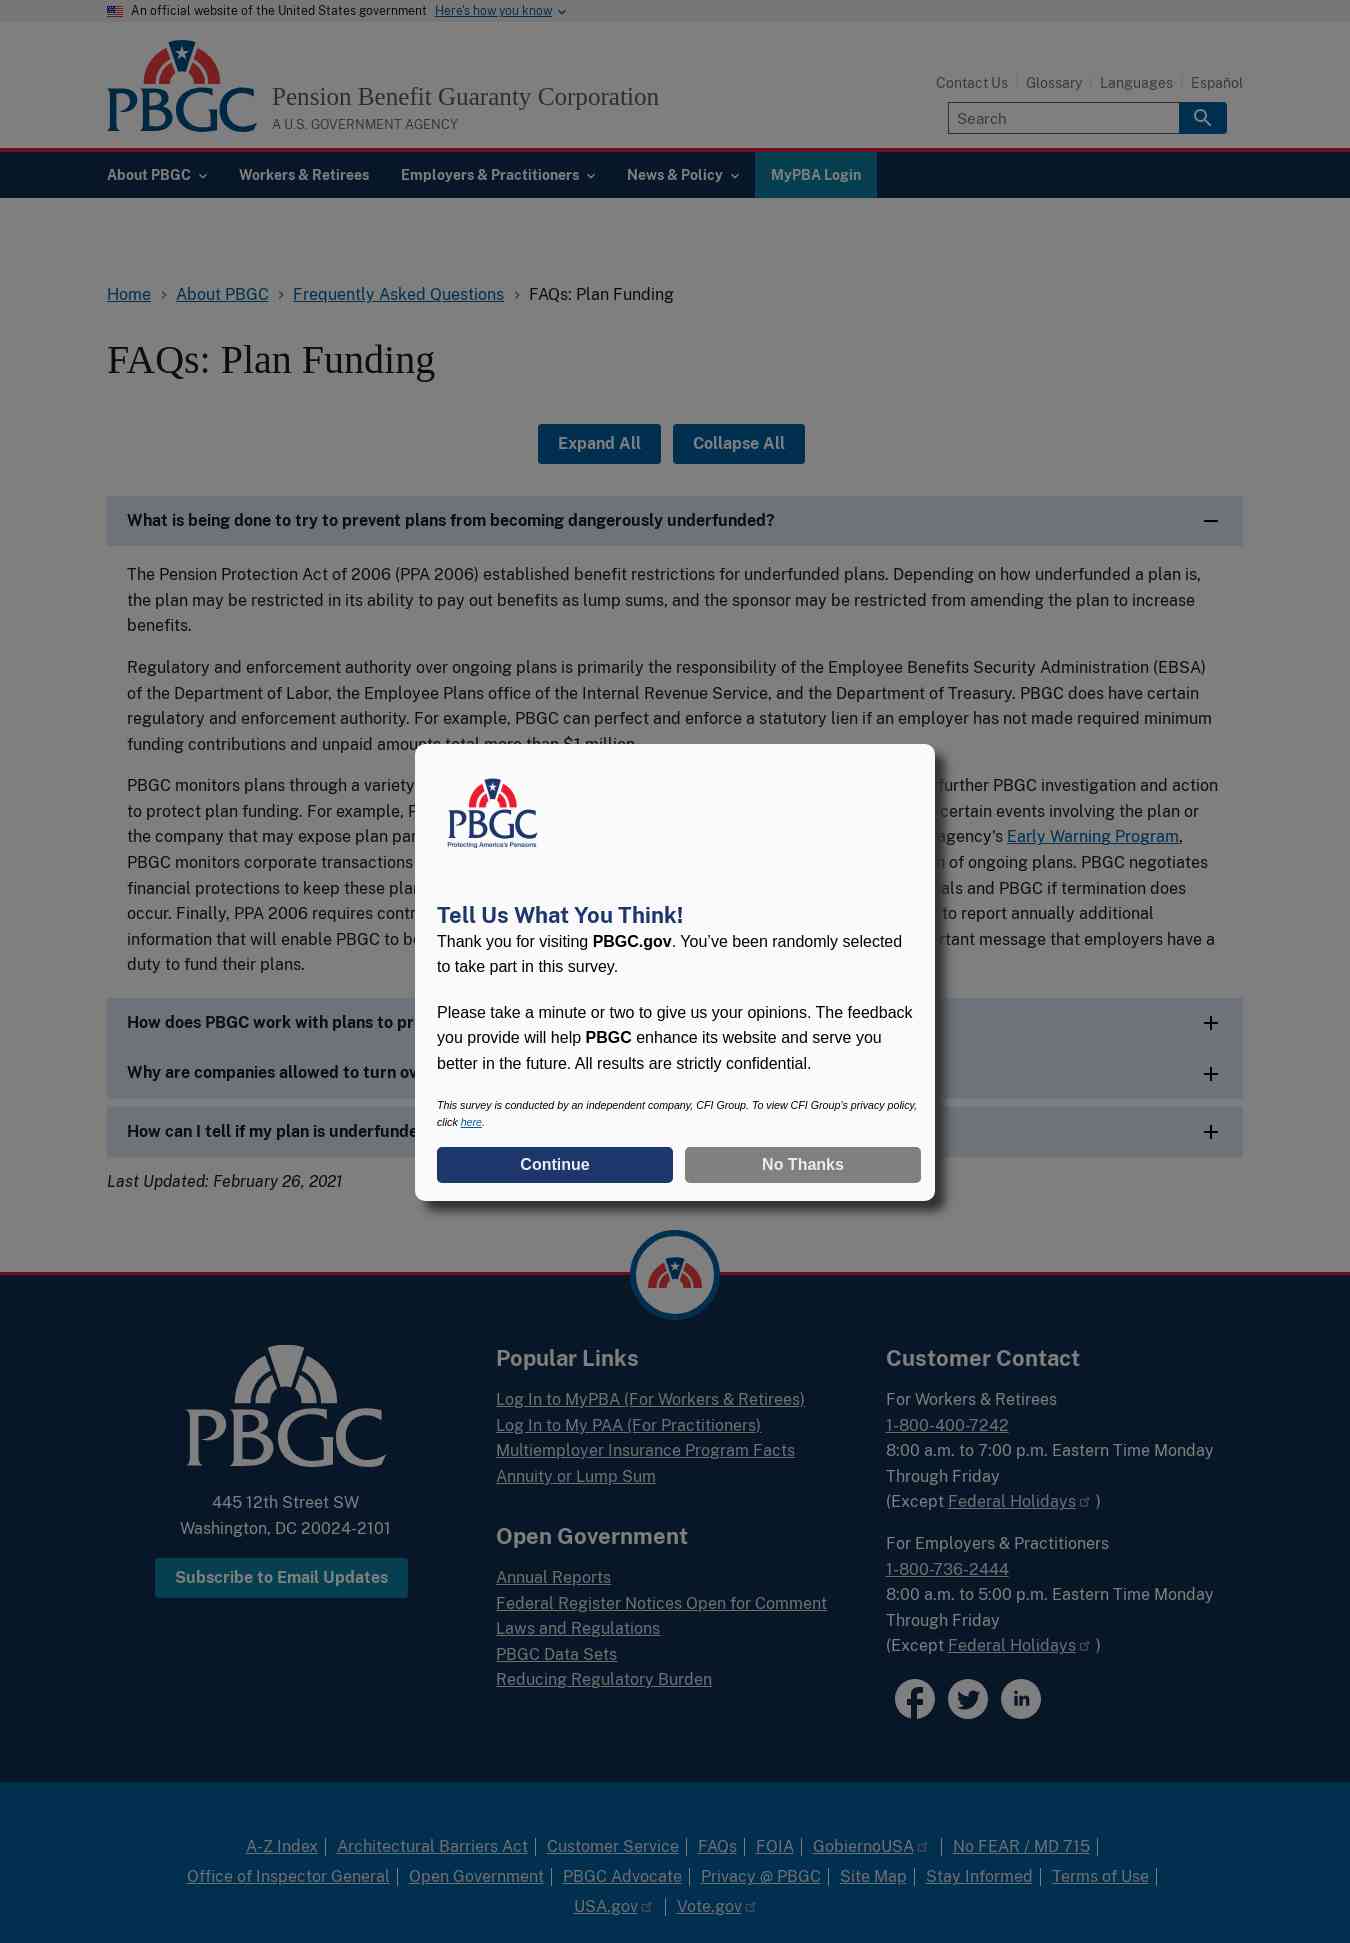 An official website of the United States government Here's how you know
PBGC
Pension Benefit Guaranty Corporation
A U.S. GOVERNMENT AGENCY
Contact Us Glossary Languages Español
Search
About PBGC Workers & Retirees Employers & Practitioners News & Policy MyPBA Login
Home About PBGC Frequently Asked Questions FAQs: Plan Funding
FAQs: Plan Funding
Expand All Collapse All
What is being done to try to prevent plans from becoming dangerously underfunded?
The Pension Protection Act of 2006 (PPA 2006) established benefit restrictions for underfunded plans. Depending on how underfunded a plan is,
the plan may be restricted in its ability to pay out benefits as lump sums, and the sponsor may be restricted from amending the plan to increase
benefits.
Regulatory and enforcement authority over ongoing plans is primarily the responsibility of the Employee Benefits Security Administration (EBSA)
of the Department of Labor, the Employee Plans office of the Internal Revenue Service, and the Department of Treasury. PBGC does have certain
regulatory and enforcement authority. For example, PBGC can perfect and enforce a statutory lien if an employer has not made required minimum
funding contributions and unpaid amounts total more than $1 million.
PBGC monitors plans through a variety further PBGC investigation and action
to protect plan funding. For example, certain events involving the plan or
the company that may expose plan agency's Early Warning Program,
PBGC monitors corporate transactions of ongoing plans. PBGC negotiates
financial protections to keep these and PBGC if termination does
occur. Finally, PPA 2006 requires to report annually additional
information that will enable PBGC to message that employers have a
duty to fund their plans.
How does PBGC work with plans to
Why are companies allowed to turn
How can I tell if my plan is
Last Updated: February 26, 2021
PBGC
Protecting America's Pensions
Tell Us What You Think!
Thank you for visiting PBGC.gov. You've been randomly selected
to take part in this survey.
Please take a minute or two to give us your opinions. The feedback
you provide will help PBGC enhance its website and serve you
better in the future. All results are strictly confidential.
This survey is conducted by an independent company, CFI Group. To view CFI Group's privacy policy,
click here.
Continue No Thanks
PBGC
445 12th Street SW
Washington, DC 20024-2101
Subscribe to Email Updates
Popular Links
Log In to MyPBA (For Workers & Retirees)
Log In to My PAA (For Practitioners)
Multiemployer Insurance Program Facts
Annuity or Lump Sum
Open Government
Annual Reports
Federal Register Notices Open for Comment
Laws and Regulations
PBGC Data Sets
Reducing Regulatory Burden
Customer Contact
For Workers & Retirees
1-800-400-7242
8:00 a.m. to 7:00 p.m. Eastern Time Monday
Through Friday
(Except Federal Holidays )
For Employers & Practitioners
1-800-736-2444
8:00 a.m. to 5:00 p.m. Eastern Time Monday
Through Friday
(Except Federal Holidays )
A-Z Index Architectural Barriers Act Customer Service FAQs FOIA GobiernoUSA No FEAR / MD 715
Office of Inspector General Open Government PBGC Advocate Privacy @ PBGC Site Map Stay Informed Terms of Use
USA.gov Vote.gov